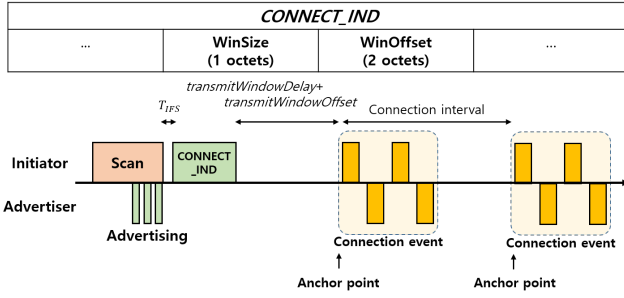 CONNECT_IND
...
WinSize
(1 octets)
WinOffset
(2 octets)
...
transmitWindowDelay+
transmitWindowOffset
T_IFS
Connection interval
Initiator
Scan
CONNECT
_IND
Advertiser
Advertising
Connection event
Connection event
Anchor point
Anchor point